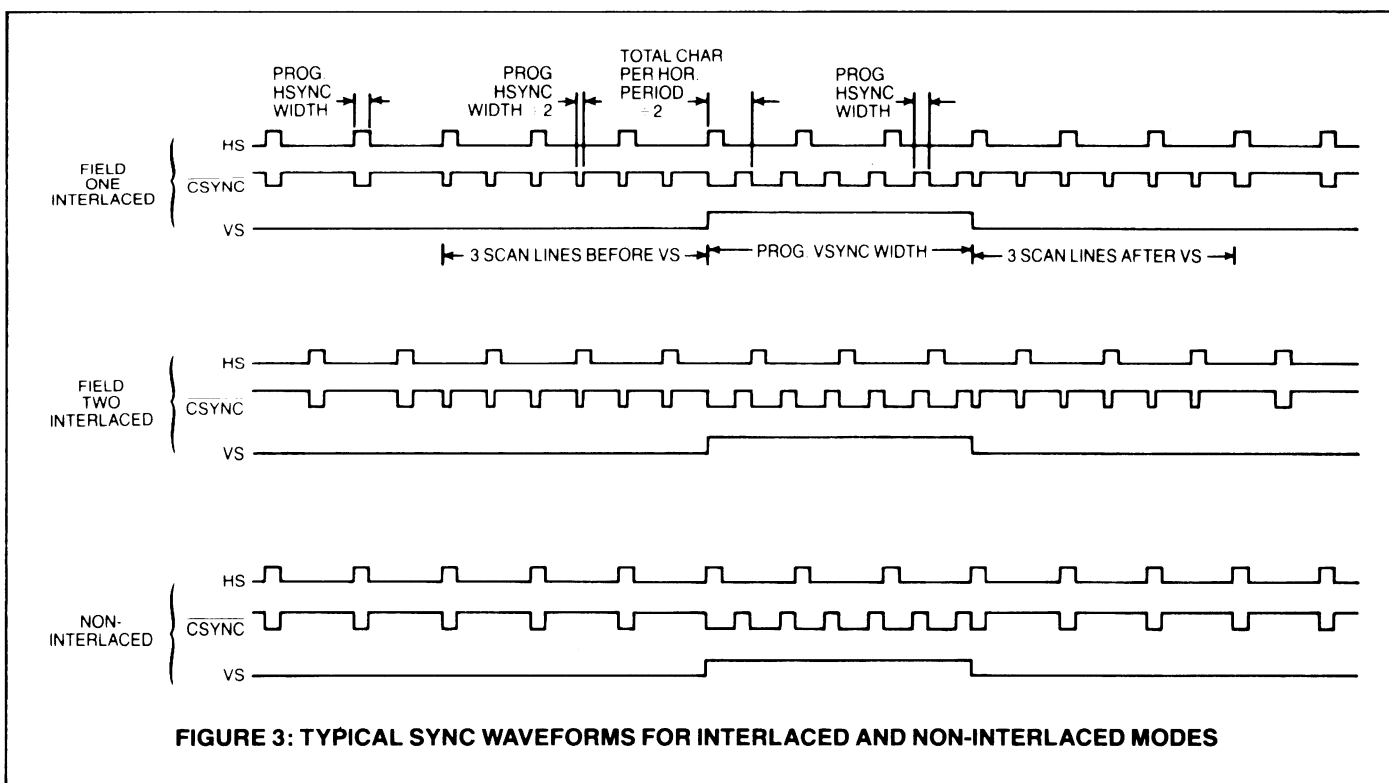 PROG.
HSYNC
WIDTH
PROG
HSYNC
WIDTH ÷ 2
TOTAL CHAR
PER HOR.
PERIOD
÷2
PROG
HSYNC
WIDTH
FIELD
ONE
INTERLACED
HS
CSYNC
VS
3 SCAN LINES BEFORE VS
PROG. VSYNC WIDTH
3 SCAN LINES AFTER VS
FIELD
TWO
INTERLACED
HS
CSYNC
VS
NON-
INTERLACED
HS
CSYNC
VS
FIGURE 3: TYPICAL SYNC WAVEFORMS FOR INTERLACED AND NON-INTERLACED MODES